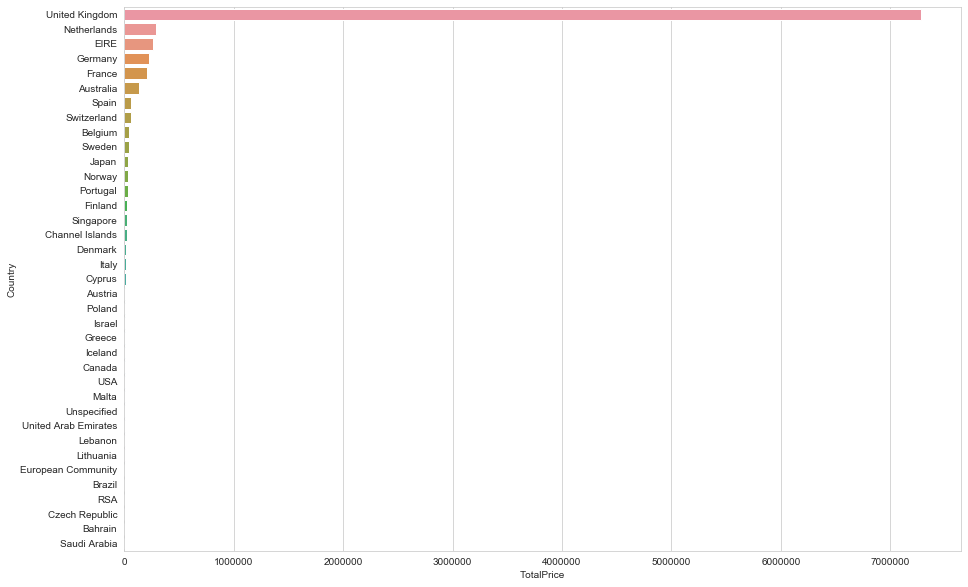 United Kingdom
Netherlands
EIRE
Germany
France
Australia
Spain
Switzerland
Belgium
Sweden
Japan
Norway
Portugal
Finland
Singapore
Channel Islands
Denmark
Italy
Cyprus
Austria
Poland
Israel
Greece
Iceland
Canada
USA
Malta
Unspecified
United Arab Emirates
Lebanon
Lithuania
European Community
Brazil
RSA
Czech Republic
Bahrain
Saudi Arabia
Country
0 1000000 2000000 3000000 4000000 5000000 6000000 7000000
TotalPrice